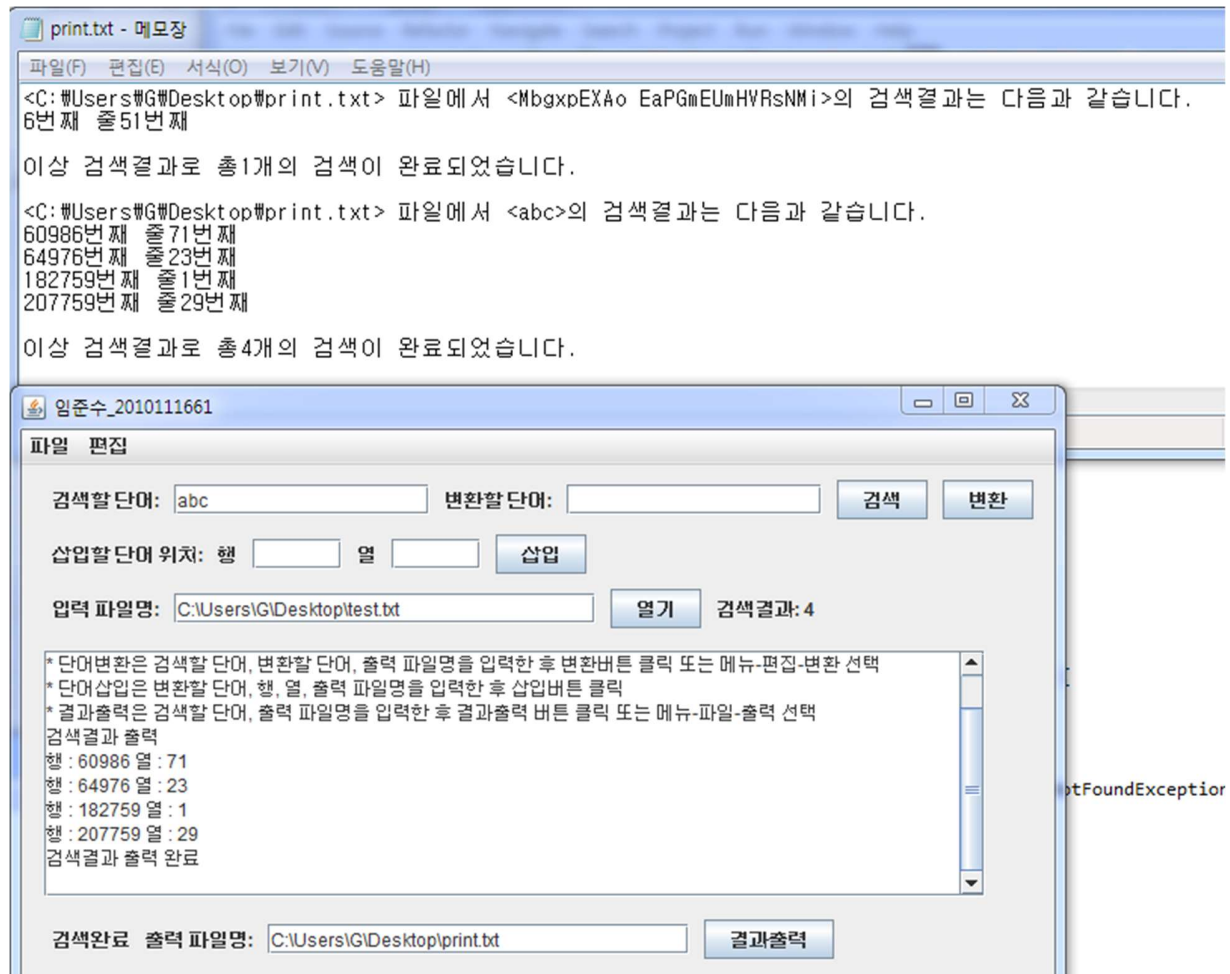 print.txt - 메모장
파일(F) 편집(E) 서식(O) 보기(V) 도움말(H)
<C:₩Users₩G₩Desktop₩print.txt> 파일에서 <MbgxpEXAo EaPGmEUmHVRsNMi>의 검색결과는 다음과 같습니다.
6번째 줄51번째
이상 검색결과로 총1개의 검색이 완료되었습니다.
<C:₩Users₩G₩Desktop₩print.txt> 파일에서 <abc>의 검색결과는 다음과 같습니다.
60986번째 줄71번째
64976번째 줄23번째
182759번째 줄1번째
207759번째 줄29번째
이상 검색결과로 총4개의 검색이 완료되었습니다.
임준수_2010111661
파일 편집
검색할 단어: abc 변환할 단어: 검색 변환
삽입할 단어 위치: 행 열 삽입
입력 파일명: C:\Users\G\Desktop\test.txt 열기 검색결과: 4
* 단어변환은 검색할 단어, 변환할 단어, 출력 파일명을 입력한 후 변환버튼 클릭 또는 메뉴-편집-변환 선택
* 단어삽입은 변환할 단어, 행, 열, 출력 파일명을 입력한 후 삽입버튼 클릭
* 결과출력은 검색할 단어, 출력 파일명을 입력한 후 결과출력 버튼 클릭 또는 메뉴-파일-출력 선택
검색결과 출력
행 : 60986 열 : 71
행 : 64976 열 : 23
행 : 182759 열 : 1
행 : 207759 열 : 29
검색결과 출력 완료
otFoundException
검색완료 출력 파일명: C:\Users\G\Desktop\print.txt 결과출력